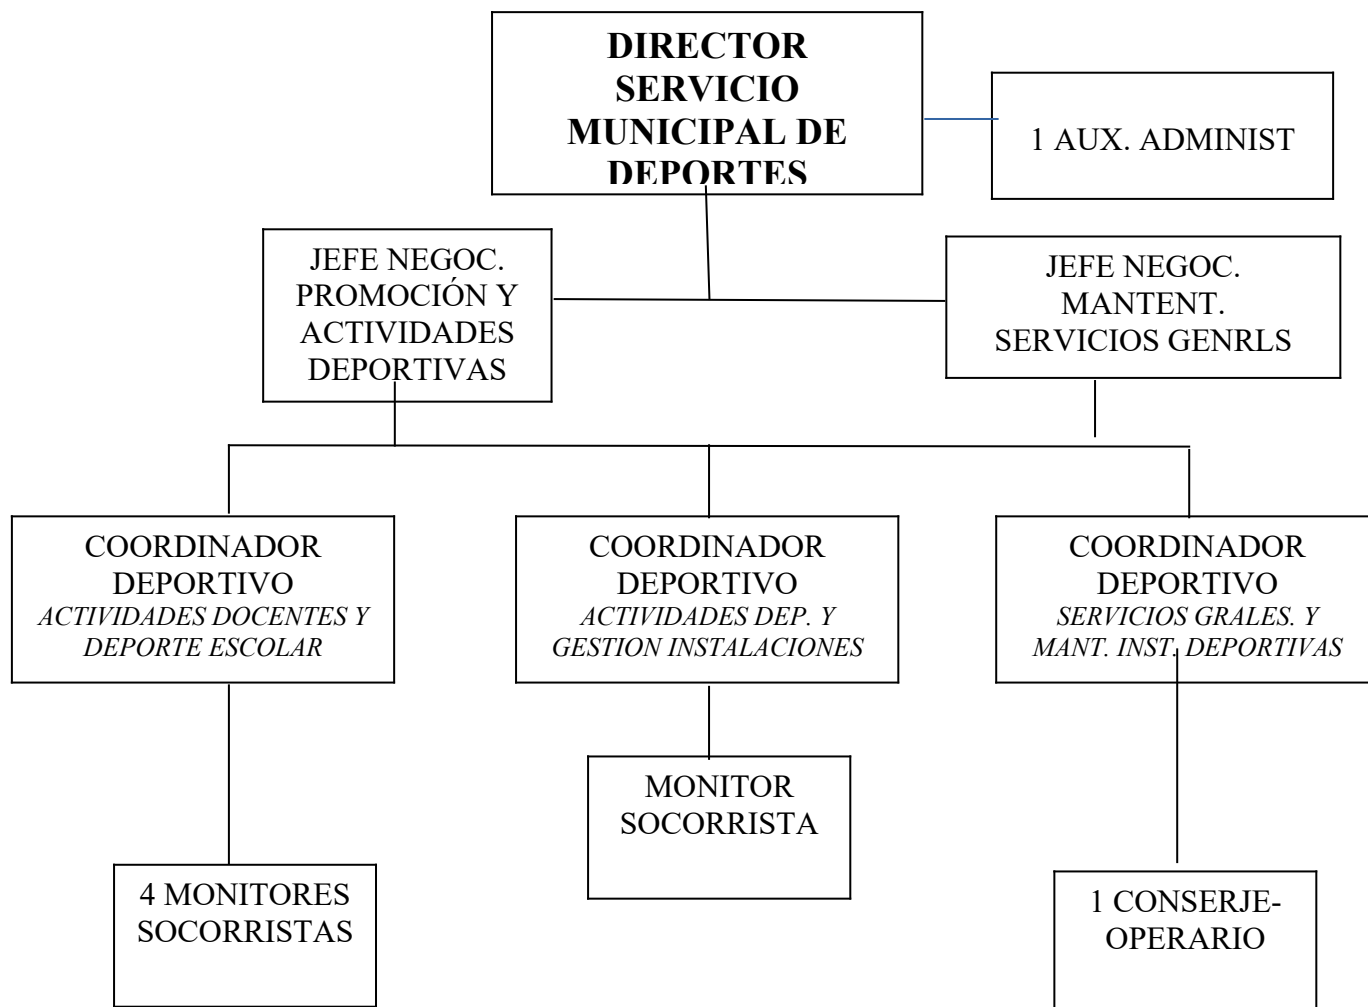 DIRECTOR
SERVICIO
MUNICIPAL DE
DEPORTES
1 AUX. ADMINIST
JEFE NEGOC.
PROMOCIÓN Y
ACTIVIDADES
DEPORTIVAS
JEFE NEGOC.
MANTENT.
SERVICIOS GENRLS
COORDINADOR
DEPORTIVO
ACTIVIDADES DOCENTES Y
DEPORTE ESCOLAR
COORDINADOR
DEPORTIVO
ACTIVIDADES DEP. Y
GESTION INSTALACIONES
COORDINADOR
DEPORTIVO
SERVICIOS GRALES. Y
MANT. INST. DEPORTIVAS
MONITOR
SOCORRISTA
4 MONITORES
SOCORRISTAS
1 CONSERJE-
OPERARIO